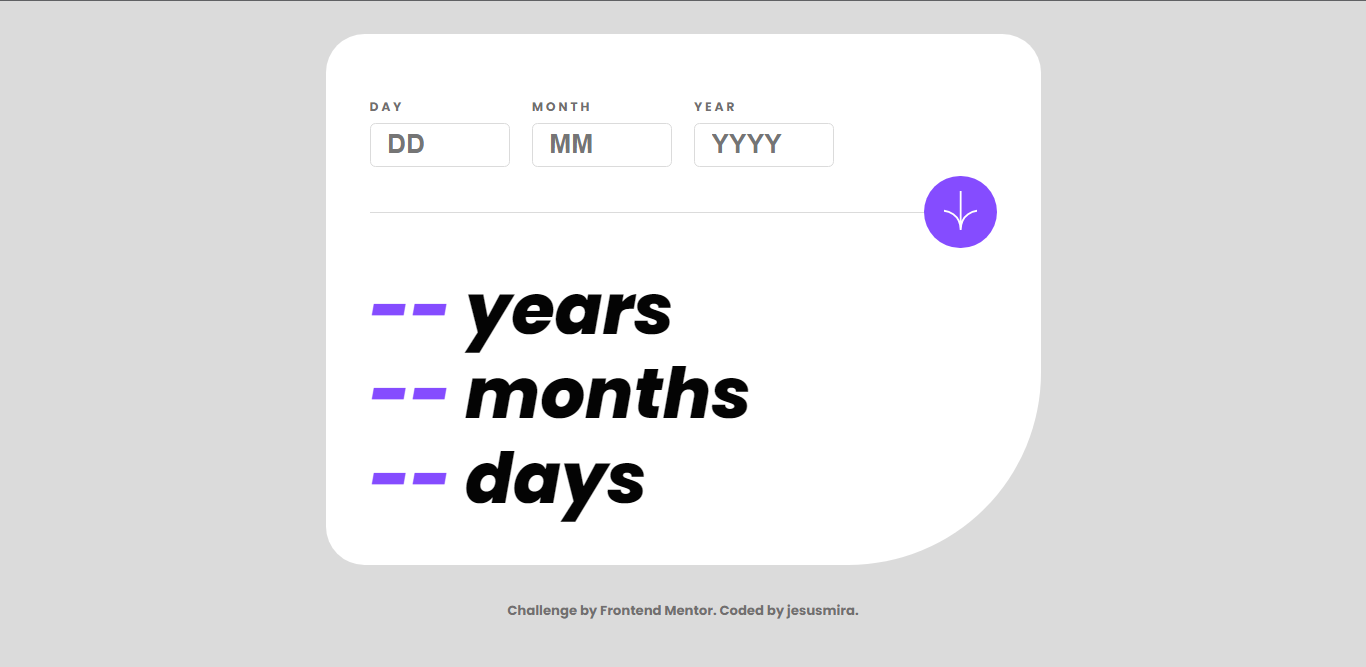 DAY MONTH YEAR
DD MM YYYY
-- years
-- months
-- days
Challenge by Frontend Mentor. Coded by jesusmira.